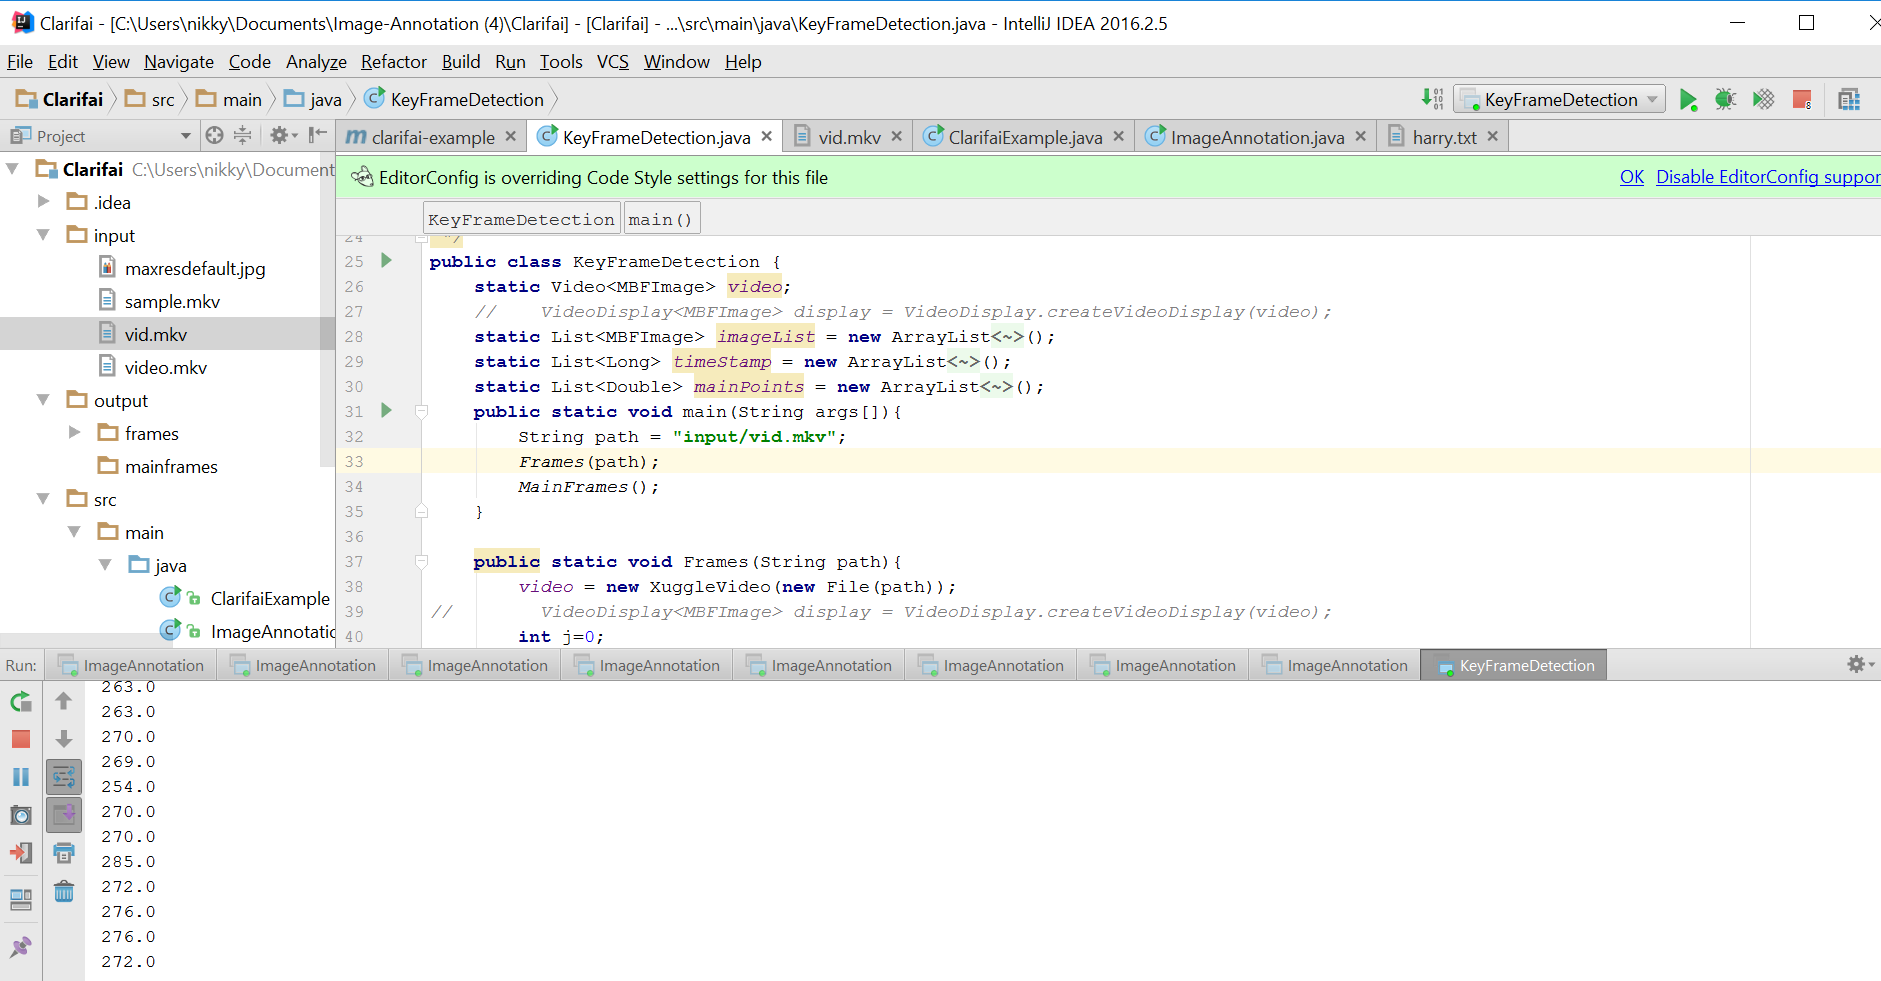 Clarifai - [C:\Users\nikky\Documents\Image-Annotation (4)\Clarifai] - [Clarifai] - ...\src\main\java\KeyFrameDetection.java - IntelliJ IDEA 2016.2.5
File Edit View Navigate Code Analyze Refactor Build Run Tools VCS Window Help
Clarifai src main java KeyFrameDetection KeyFrameDetection
Project clarifai-example KeyFrameDetection.java vid.mkv ClarifaiExample.java ImageAnnotation.java harry.txt
Clarifai C:\Users\nikky\Document
.idea
input
maxresdefault.jpg
sample.mkv
vid.mkv
video.mkv
output
frames
mainframes
src
main
java
ClarifaiExample
ImageAnnotatio
EditorConfig is overriding Code Style settings for this file OK Disable EditorConfig suppor
KeyFrameDetection main()
24 */
25 public class KeyFrameDetection {
26 static Video<MBFImage> video;
27 // VideoDisplay<MBFImage> display = VideoDisplay.createVideoDisplay(video);
28 static List<MBFImage> imageList = new ArrayList<~>();
29 static List<Long> timeStamp = new ArrayList<~>();
30 static List<Double> mainPoints = new ArrayList<~>();
31 public static void main(String args[]){
32 String path = "input/vid.mkv";
33 Frames(path);
34 MainFrames();
35 }
36
37 public static void Frames(String path){
38 video = new XuggleVideo(new File(path));
39 // VideoDisplay<MBFImage> display = VideoDisplay.createVideoDisplay(video);
40 int j=0;
Run: ImageAnnotation ImageAnnotation ImageAnnotation ImageAnnotation ImageAnnotation ImageAnnotation ImageAnnotation ImageAnnotation KeyFrameDetection
263.0
263.0
270.0
269.0
254.0
270.0
270.0
285.0
272.0
276.0
276.0
272.0